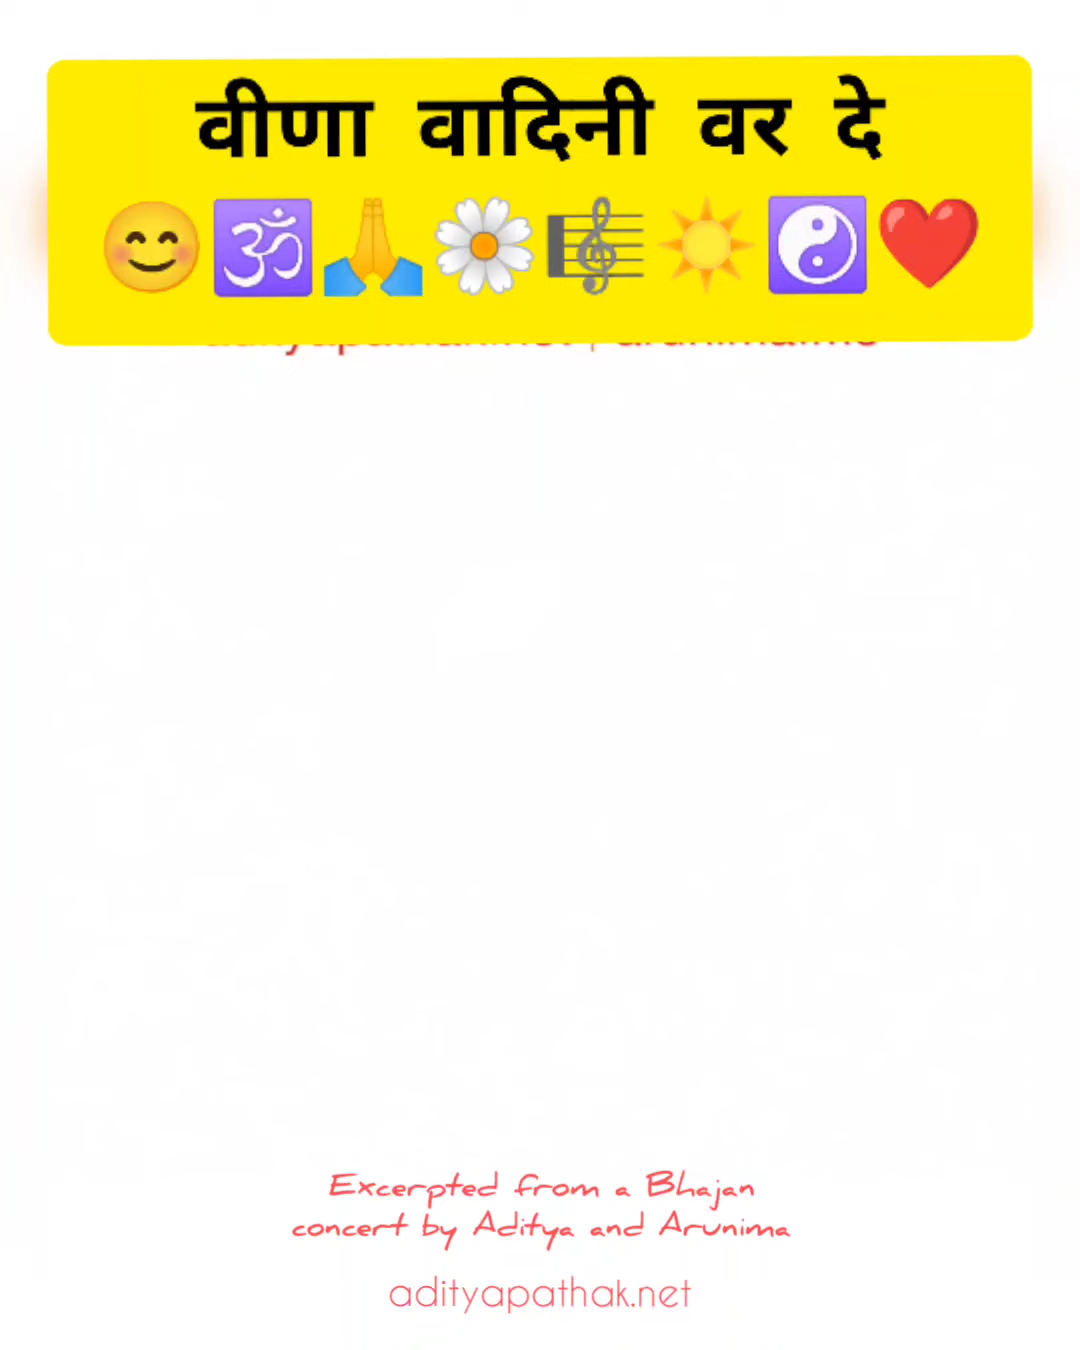 वीणा वादिनी वर दे
😊🕉️🙏🌼🎼☀️☯️❤️
Excerpted from a Bhajan
concert by Aditya and Arunima
adityapathak.net